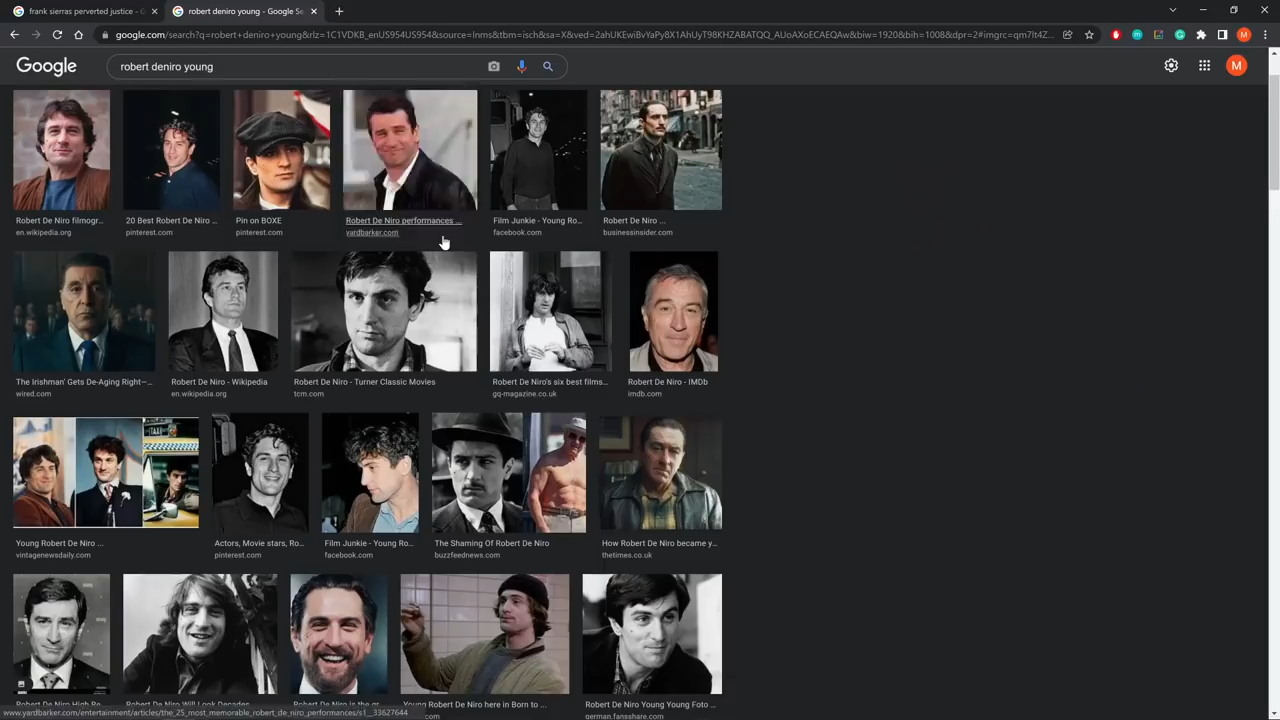 frank sierras perverted justice - G
robert deniro young - Google Se
google.com/search?q=robert+deniro+young&rlz=1C1VDKB_enUS954US954&source=lnms&tbm=isch&sa=X&ved=2ahUKEwiBvYaPy8X1AhUyT98KHZABATQQ_AUoAXoECAEQAw&biw=1920&bih=1008&dpr=2#imgrc=qm7lt4Z...
M
Google
robert deniro young
M
Robert De Niro filmogr...
en.wikipedia.org
20 Best Robert De Niro ...
pinterest.com
Pin on BOXE
pinterest.com
Robert De Niro performances ...
yardbarker.com
Film Junkie - Young Ro...
facebook.com
Robert De Niro ...
businessinsider.com
The Irishman' Gets De-Aging Right—...
wired.com
Robert De Niro - Wikipedia
en.wikipedia.org
Robert De Niro - Turner Classic Movies
tcm.com
Robert De Niro's six best films...
gq-magazine.co.uk
Robert De Niro - IMDb
imdb.com
Young Robert De Niro ...
vintagenewsdaily.com
Actors, Movie stars, Ro...
pinterest.com
Film Junkie - Young Ro...
facebook.com
The Shaming Of Robert De Niro
buzzfeednews.com
How Robert De Niro became y...
thetimes.co.uk
Robert De Niro High Re...
Robert De Niro Will Look Decades
Robert De Niro is the gr
Young Robert De Niro here in Born to ...
.com
Robert De Niro Young Young Foto ...
german.fansshare.com
www.yardbarker.com/entertainment/articles/the_25_most_memorable_robert_de_niro_performances/s1__33627644